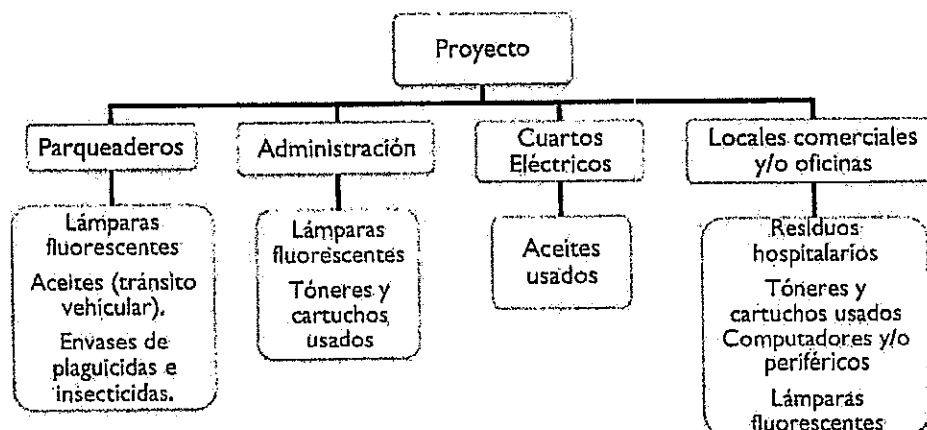 Proyecto
Parqueaderos
Administración
Cuartos
Eléctricos
Locales comerciales
y/o oficinas
Lámparas
fluorescentes
Aceites (tránsito
vehicular).
Envases de
plaguicidas e
insecticidas.
Lámparas
fluorescentes
Tóneres y
cartuchos
usados
Aceites
usados
Residuos
hospitalarios
Tóneres y
cartuchos usados
Computadores y/o
periféricos
Lámparas
fluorescentes